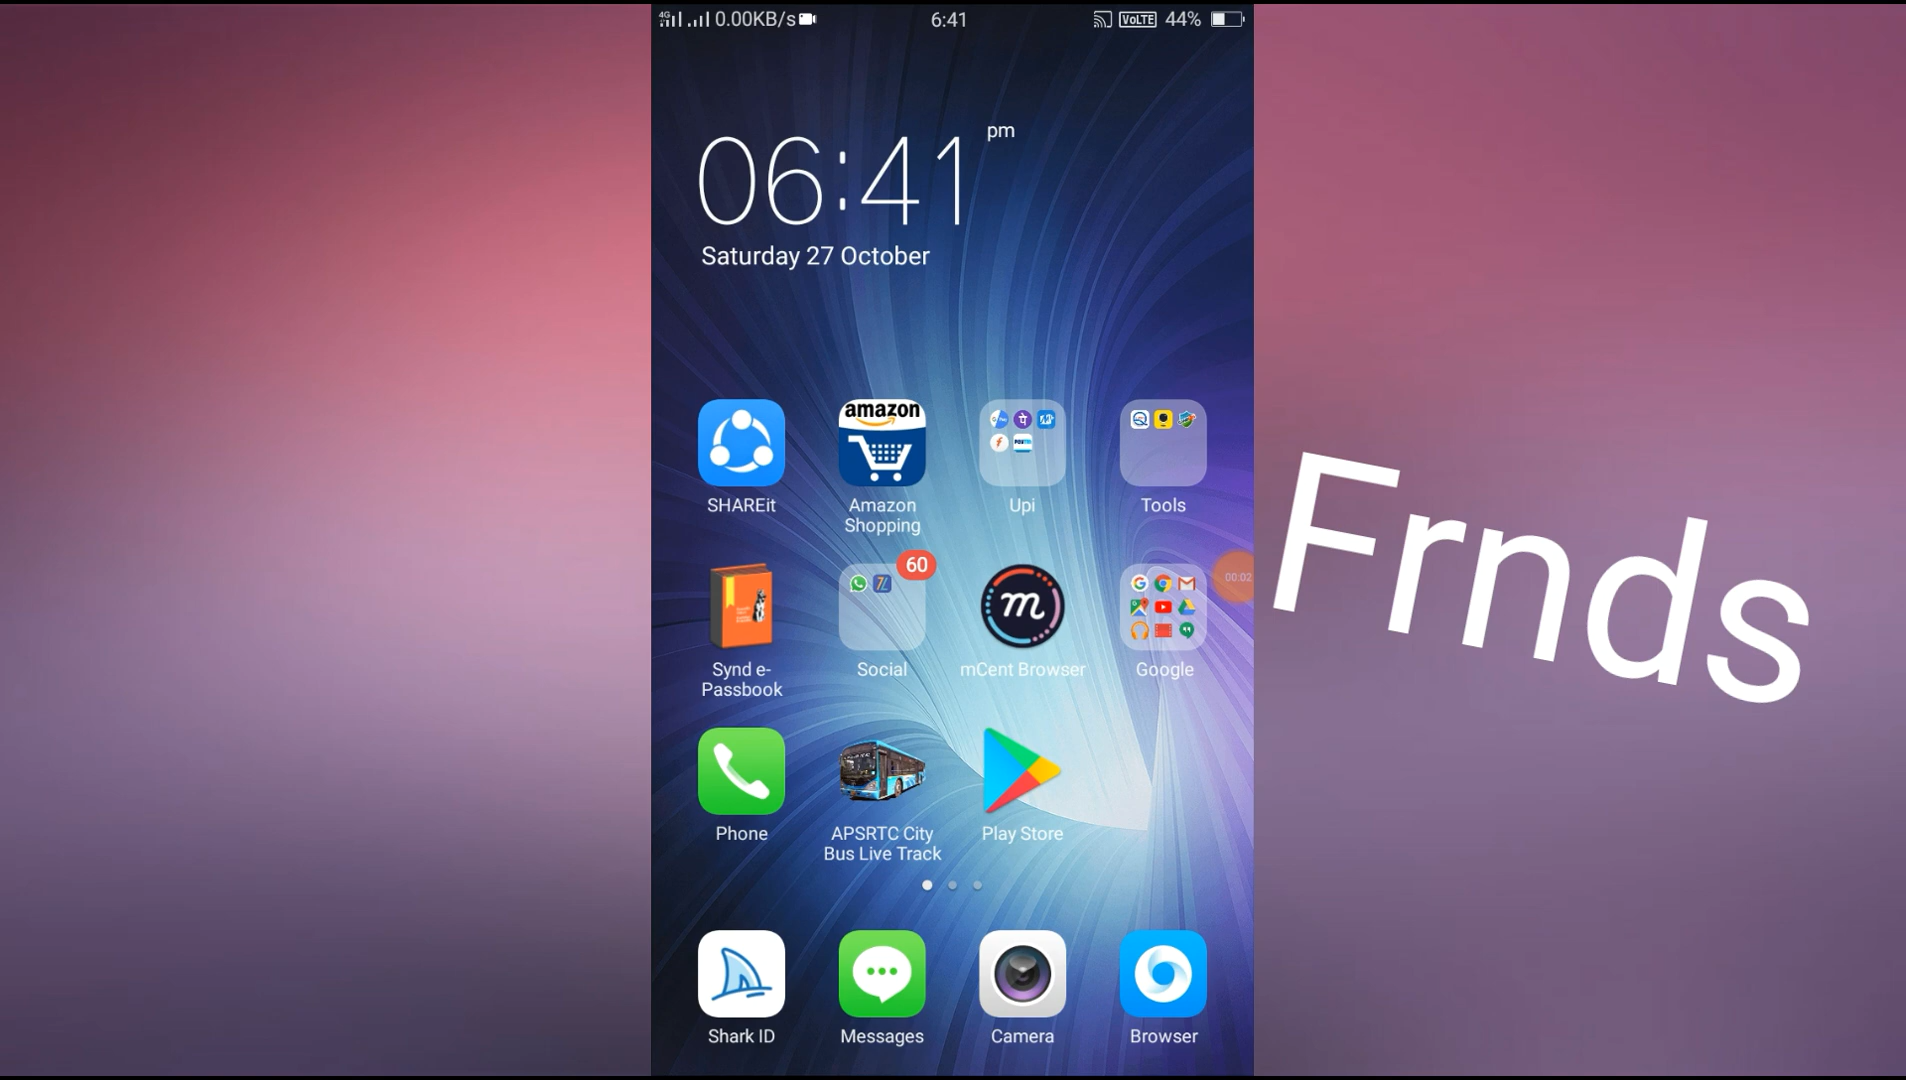 0.00KB/s
6:41
VoLTE 44%
06:41 pm
Saturday 27 October
amazon
SHAREit
Amazon
Shopping
Upi
Tools
60
m
00:02
Synd e-
Passbook
Social
mCent Browser
Google
Phone
APSRTC City
Bus Live Track
Play Store
Shark ID
Messages
Camera
Browser
Frnds